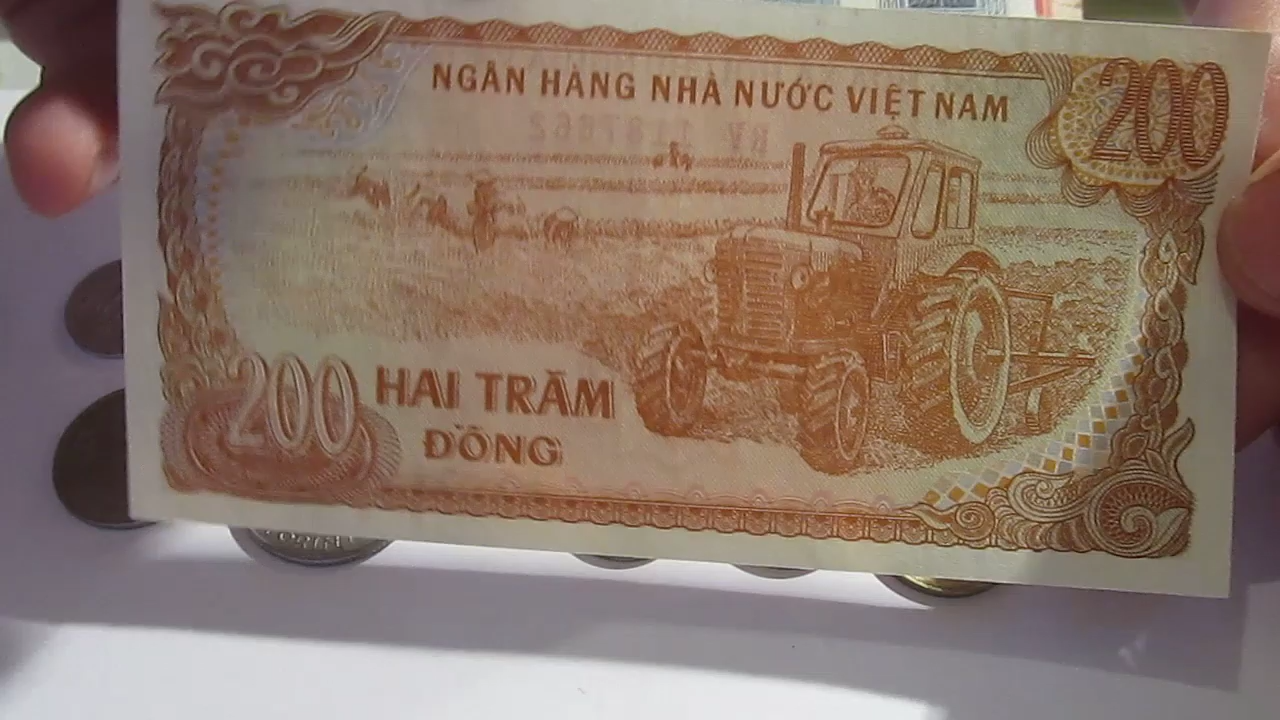 NGÂN HÀNG NHÀ NƯỚC VIỆT NAM
200
200
HAI TRĂM
ĐỒNG